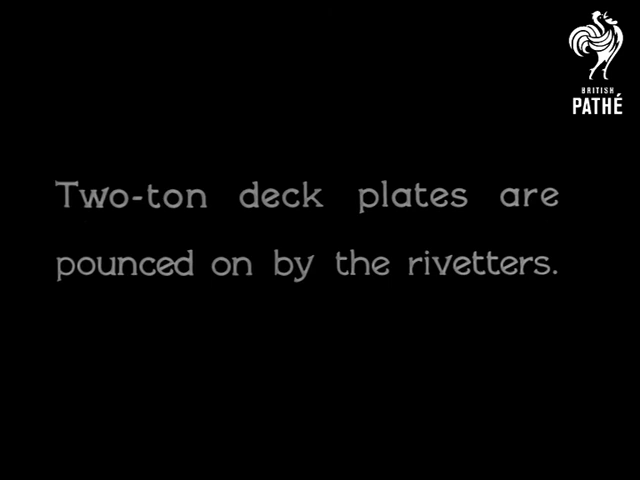 BRITISH
PATHÉ
Two-ton deck plates are
pounced on by the rivetters.